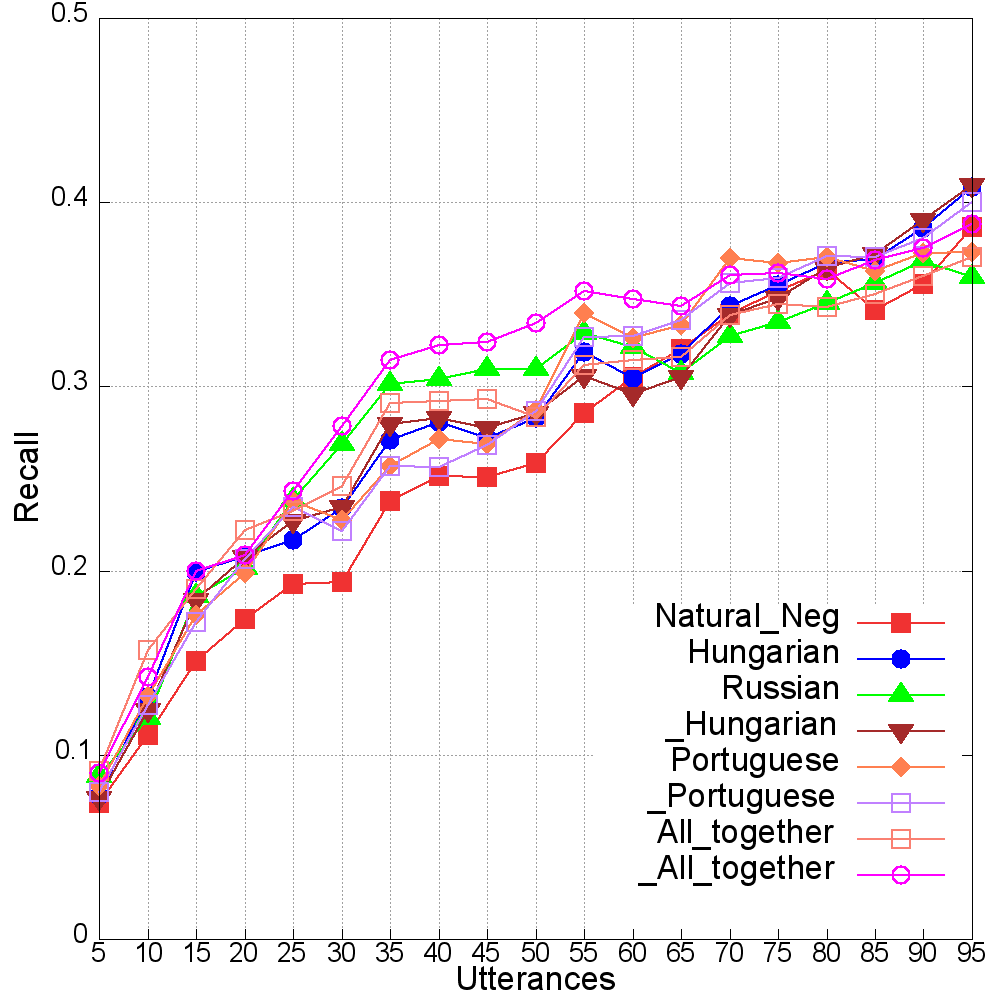 0.5
0.4
0.3
0.2
0.1
0
Recall
Natural_Neg
Hungarian
Russian
_Hungarian
Portuguese
_Portuguese
All_together
_All_together
5 10 15 20 25 30 35 40 45 50 55 60 65 70 75 80 85 90 95
Utterances